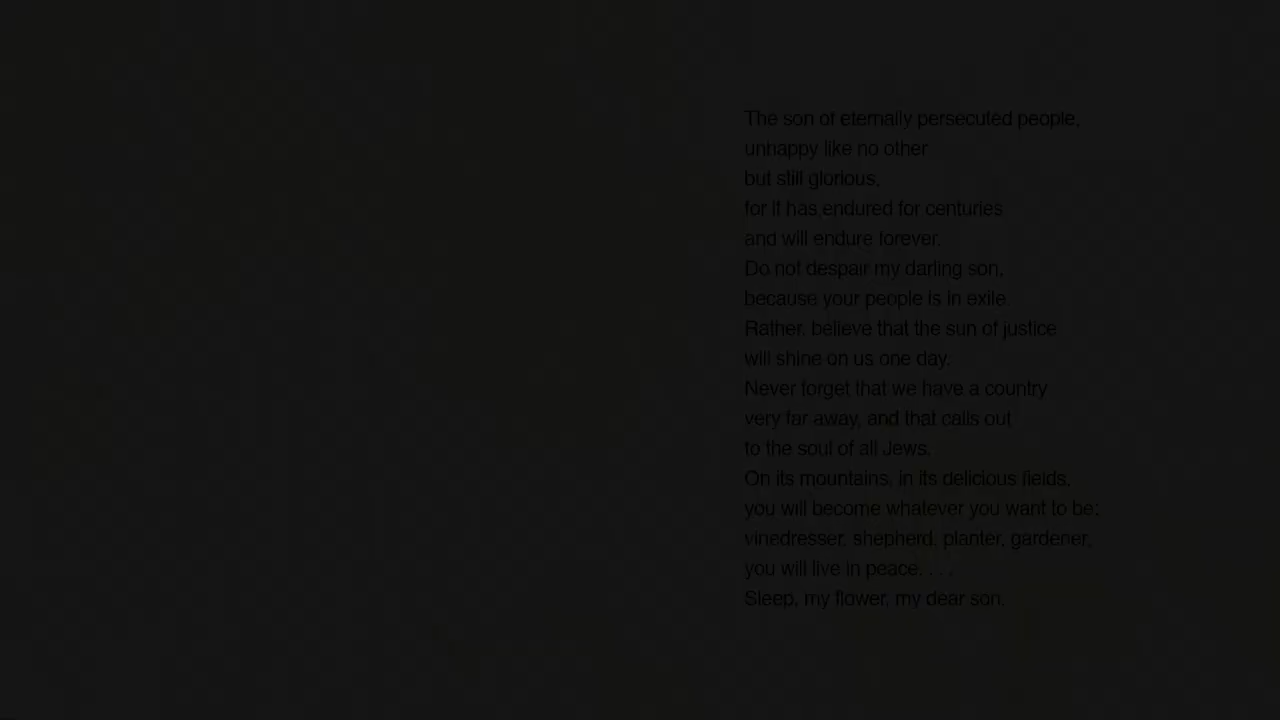 The son of eternally persecuted people,
unhappy like no other
but still glorious,
for it has endured for centuries
and will endure forever.
Do not despair my darling son,
because your people is in exile.
Rather, believe that the sun of justice
will shine on us one day.
Never forget that we have a country
very far away, and that calls out
to the soul of all Jews.
On its mountains, in its delicious fields,
you will become whatever you want to be:
vinedresser, shepherd, planter, gardener,
you will live in peace. . . .
Sleep, my flower, my dear son.